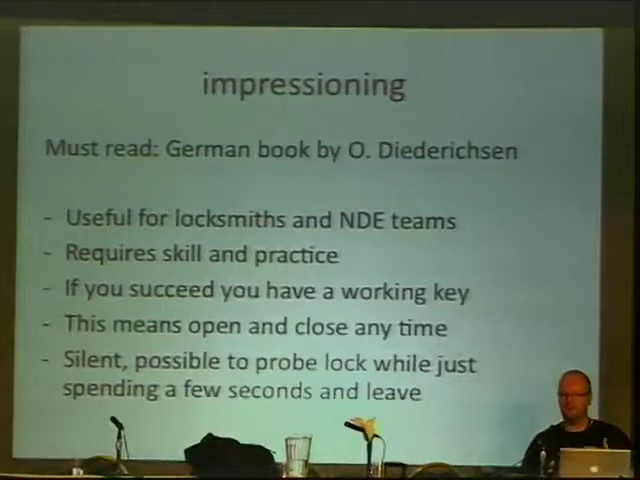 impressioning
Must read: German book by O. Diederichsen
- Useful for locksmiths and NDE teams
- Requires skill and practice
- If you succeed you have a working key
- This means open and close any time
- Silent, possible to probe lock while just
spending a few seconds and leave